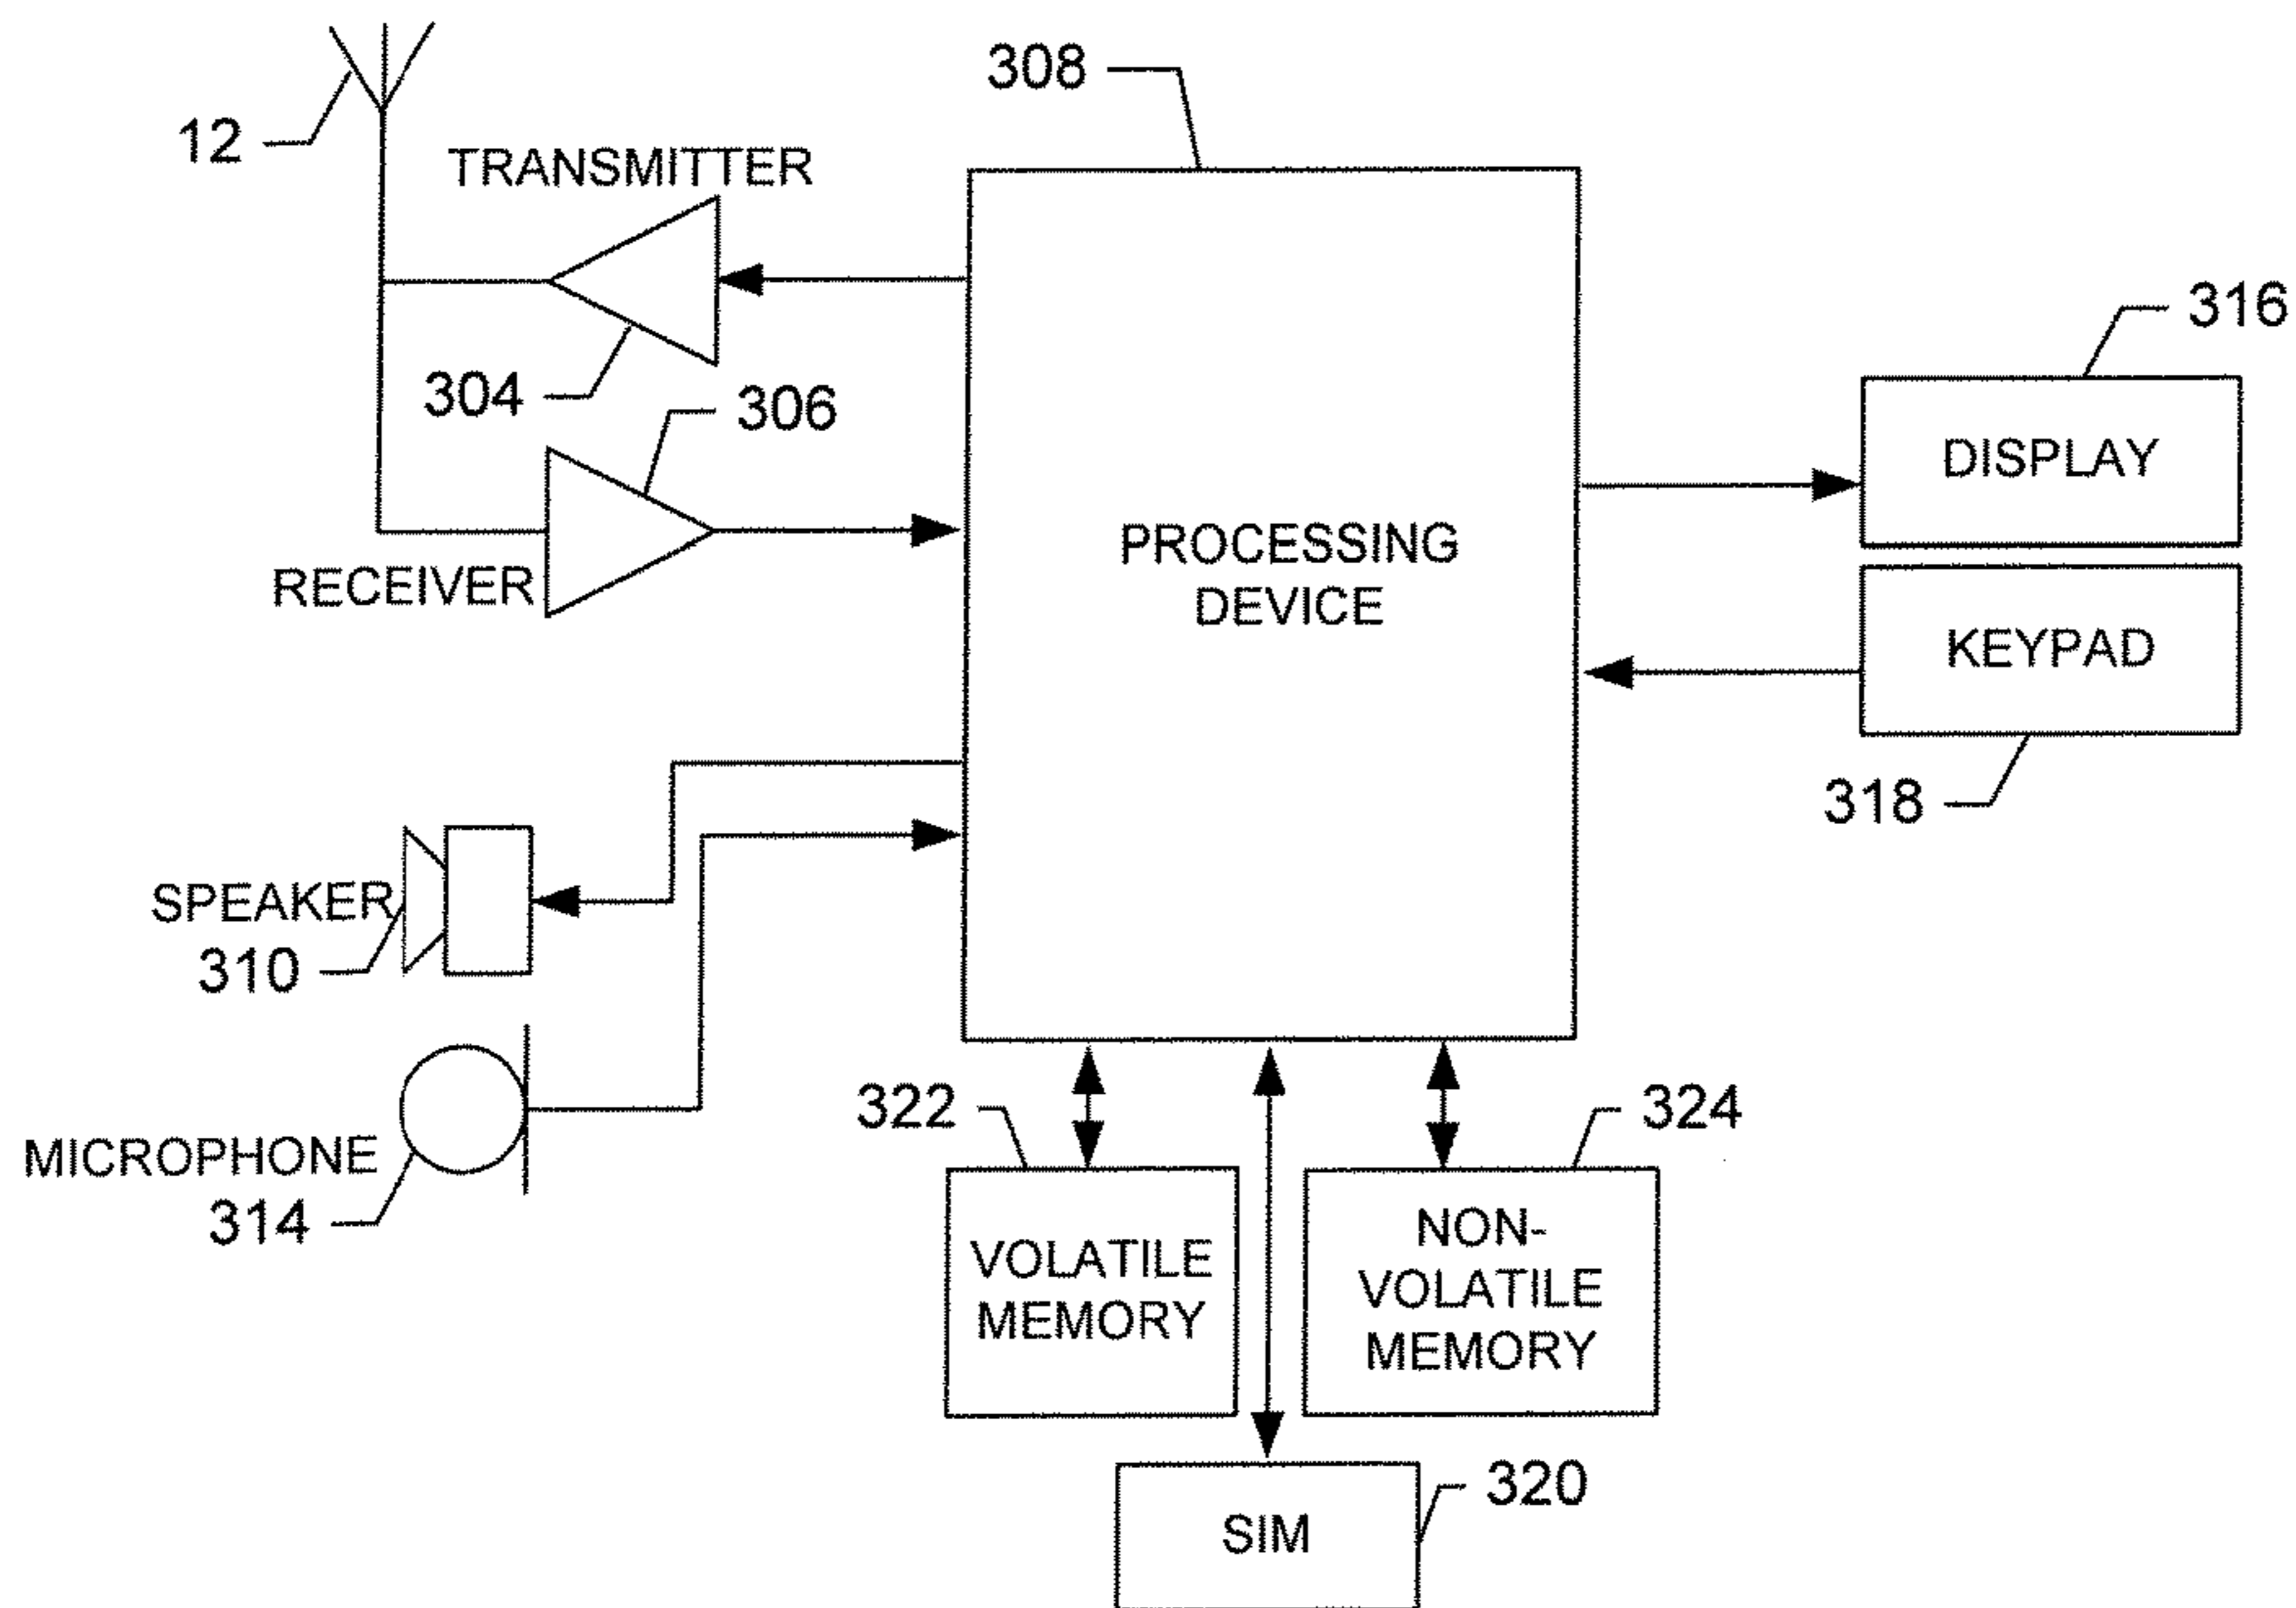 308
12
TRANSMITTER
316
304
306
DISPLAY
PROCESSING
DEVICE
RECEIVER
KEYPAD
318
SPEAKER
310
322
324
MICROPHONE
314
VOLATILE
MEMORY
NON-
VOLATILE
MEMORY
320
SIM